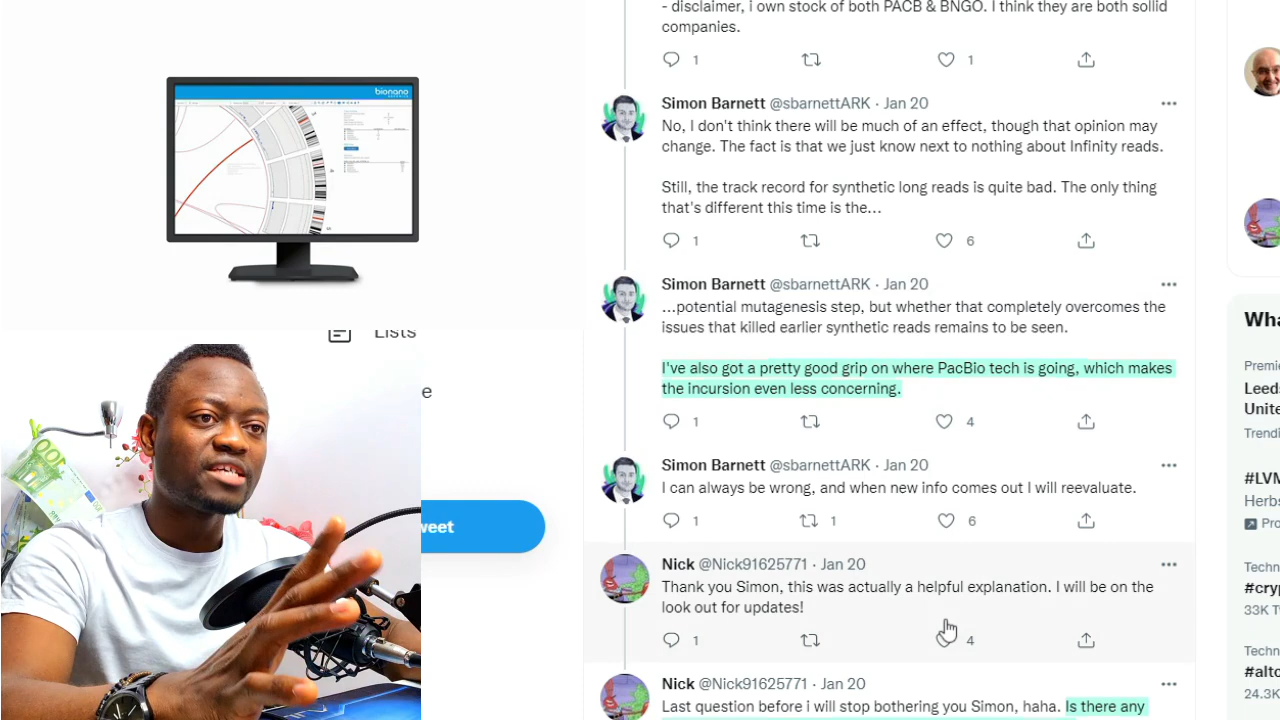 - disclaimer, i own stock of both PACB & BNGO. I think they are both sollid
companies.
1
1
bionano
Simon Barnett @sbarnettARK · Jan 20
No, I don't think there will be much of an effect, though that opinion may
change. The fact is that we just know next to nothing about Infinity reads.
Still, the track record for synthetic long reads is quite bad. The only thing
that's different this time is the...
1
6
Simon Barnett @sbarnettARK · Jan 20
...potential mutagenesis step, but whether that completely overcomes the
issues that killed earlier synthetic reads remains to be seen.
I've also got a pretty good grip on where PacBio tech is going, which makes
the incursion even less concerning.
1
4
Simon Barnett @sbarnettARK · Jan 20
I can always be wrong, and when new info comes out I will reevaluate.
1
1
6
Nick @Nick91625771 · Jan 20
Thank you Simon, this was actually a helpful explanation. I will be on the
look out for updates!
1
4
Nick @Nick91625771 · Jan 20
Last question before i will stop bothering you Simon, haha. Is there any
Lists
e
weet
100
Wha
Premie
Leeds
Unite
Trendi
#LVM
Herbs
Pro
Techn
#cryp
33K T
Techn
#alto
24.3K